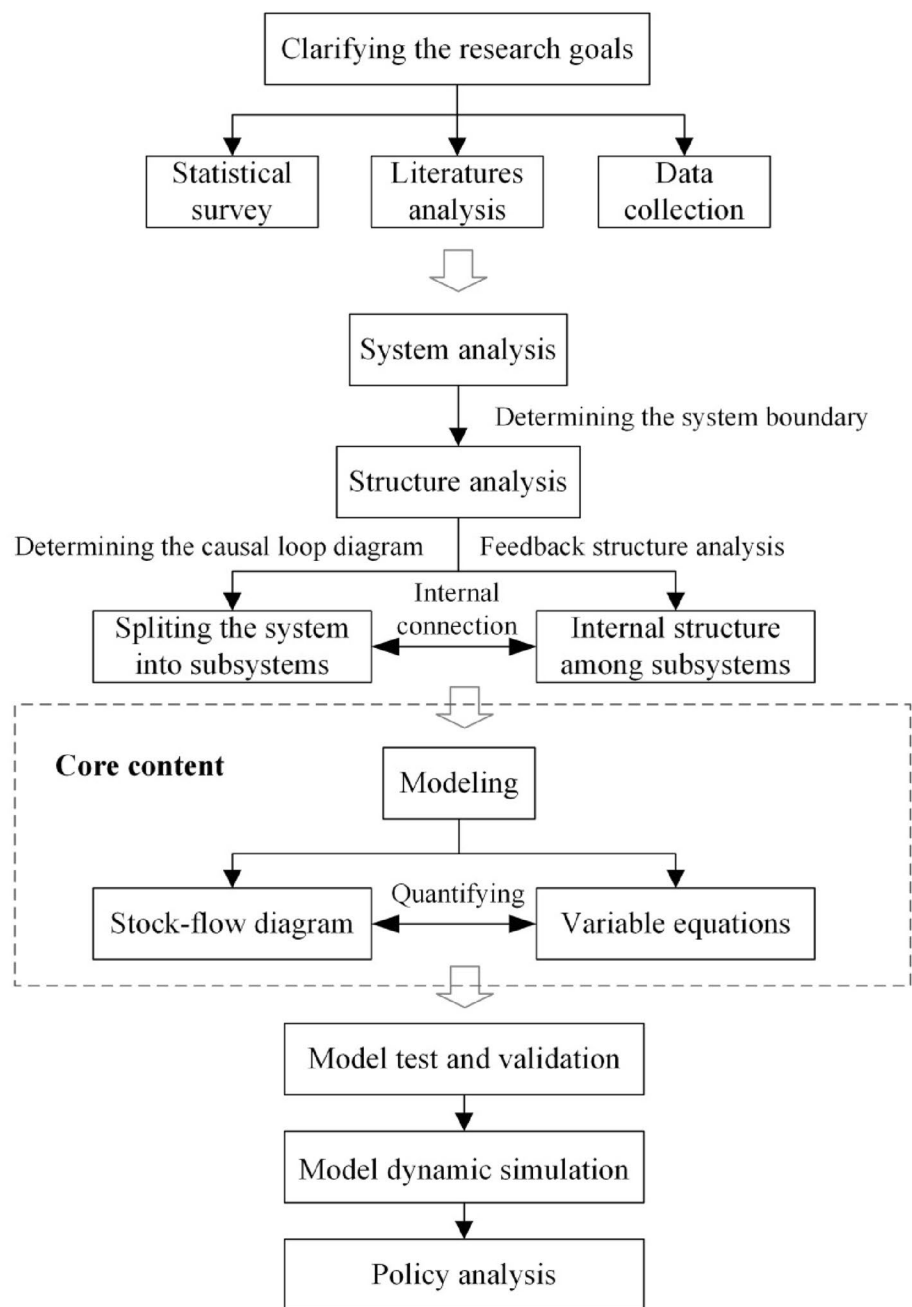 Clarifying the research goals
Statistical
survey
Literatures
analysis
Data
collection
System analysis
Determining the system boundary
Structure analysis
Determining the causal loop diagram
Feedback structure analysis
Internal
connection
Spliting the system
into subsystems
Internal structure
among subsystems
Core content
Modeling
Quantifying
Stock-flow diagram
Variable equations
Model test and validation
Model dynamic simulation
Policy analysis